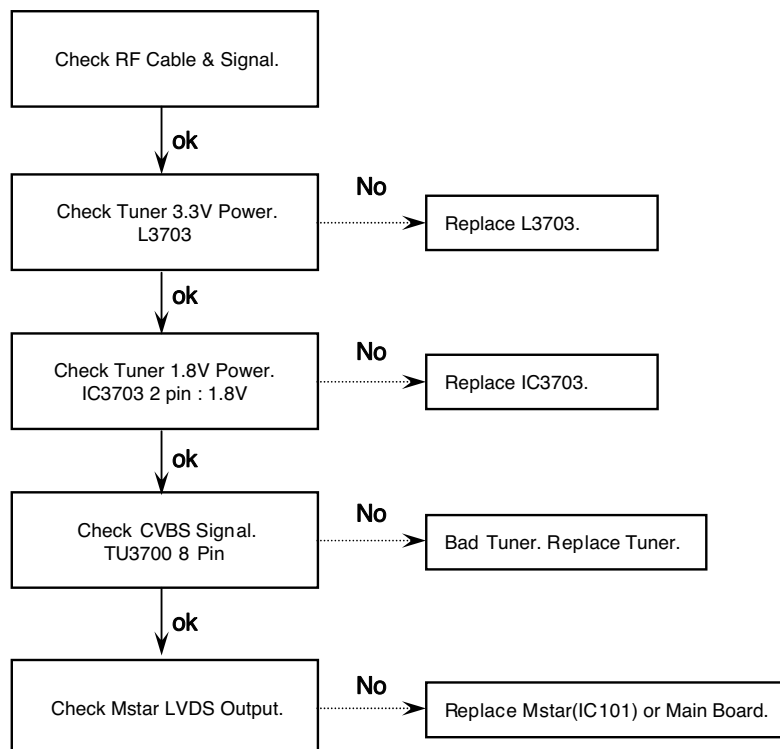 Check RF Cable & Signal.
ok
Check Tuner 3.3V Power.
L3703
No
Replace L3703.
ok
Check Tuner 1.8V Power.
IC3703 2 pin : 1.8V
No
Replace IC3703.
ok
Check CVBS Signal.
TU3700 8 Pin
No
Bad Tuner. Replace Tuner.
ok
Check Mstar LVDS Output.
No
Replace Mstar(IC101) or Main Board.